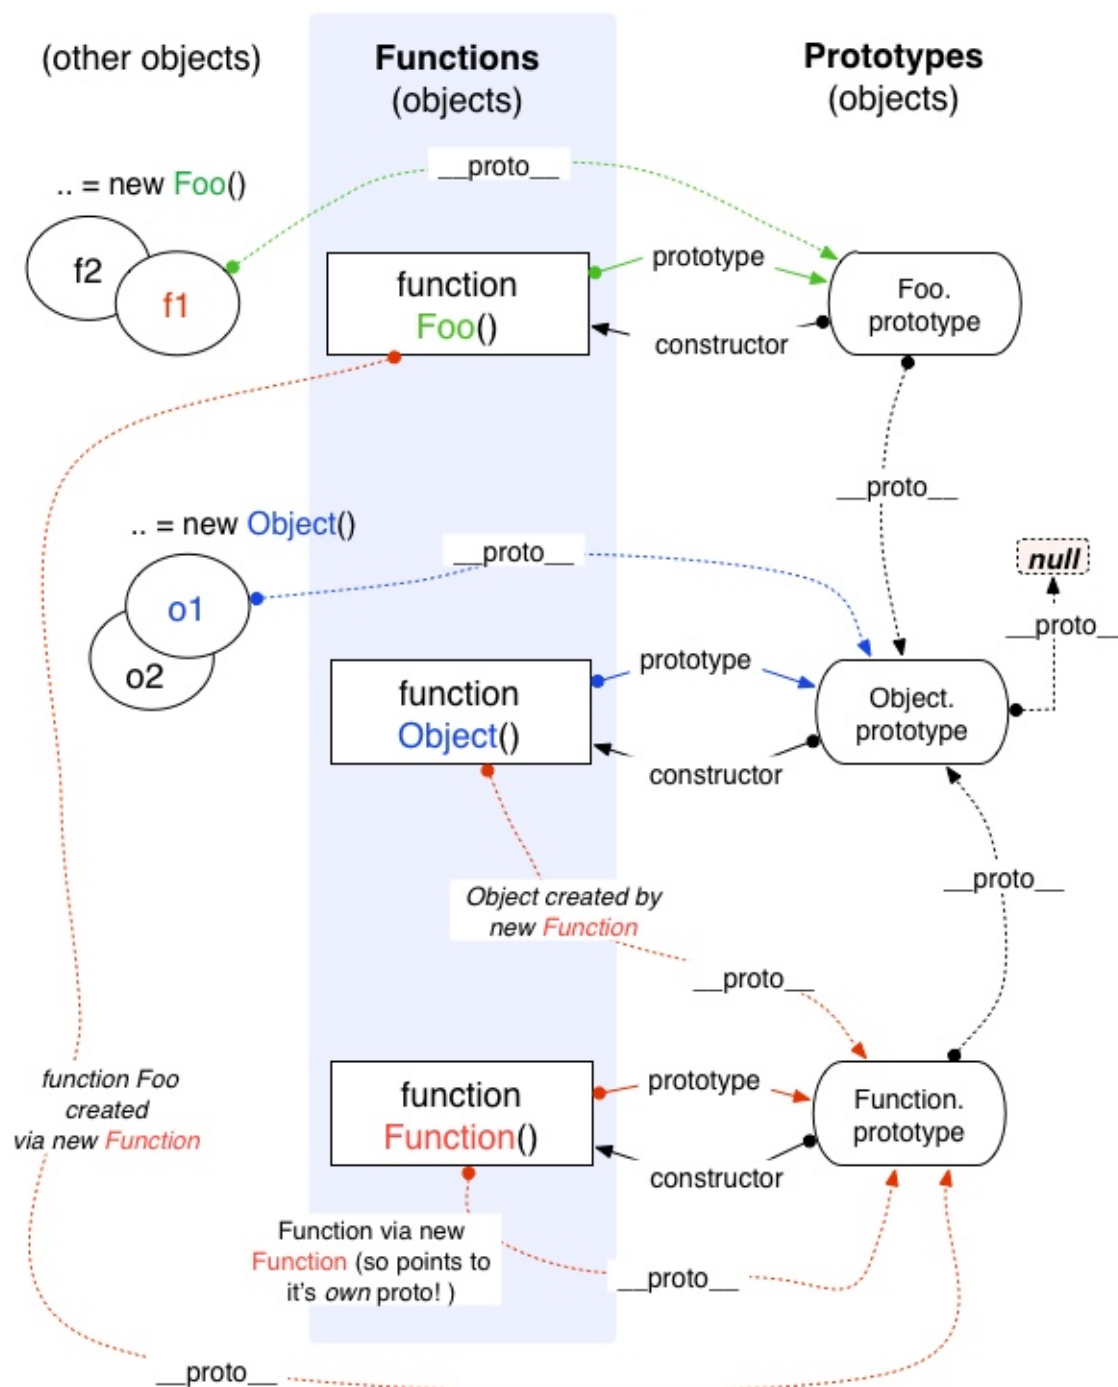 (other objects)
Functions
(objects)
Prototypes
(objects)
__proto__
.. = new Foo()
f2
f1
function
Foo()
prototype
constructor
Foo.
prototype
__proto__
.. = new Object()
__proto__
null
__proto__
o1
o2
function
Object()
prototype
constructor
Object.
prototype
Object created by
new Function
__proto__
__proto__
function Foo
created
via new Function
function
Function()
prototype
constructor
Function.
prototype
Function via new
Function (so points to
it's own proto! )
__proto__
__proto__